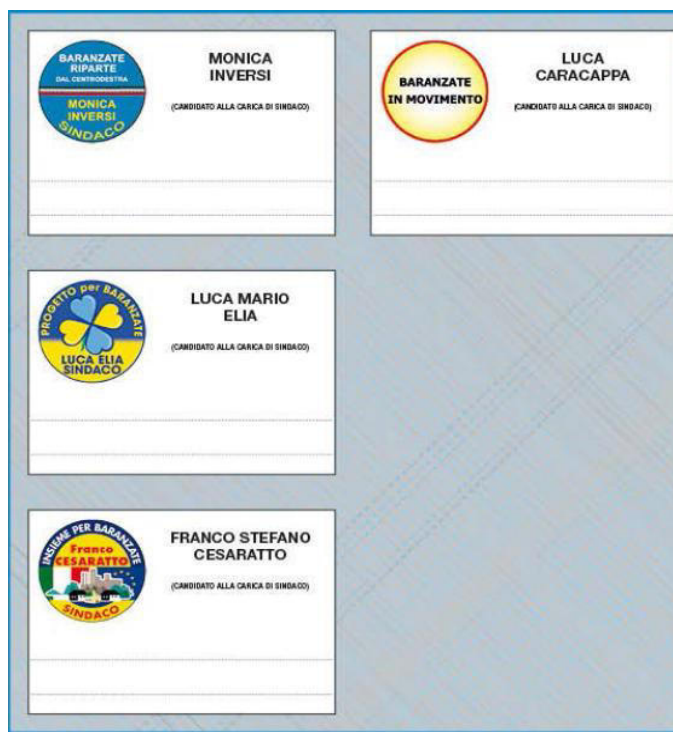 BARANZATE
RIPARTE
DAL CENTRODESTRA
MONICA
INVERSI
SINDACO
MONICA
INVERSI
(CANDIDATO ALLA CARICA DI SINDACO)
BARANZATE
IN MOVIMENTO
LUCA
CARACAPPA
(CANDIDATO ALLA CARICA DI SINDACO)
PROGETTO per BARANZATE
LUCA ELIA
SINDACO
LUCA MARIO
ELIA
(CANDIDATO ALLA CARICA DI SINDACO)
INSIEME PER BARANZATE
Franco
CESARATTO
SINDACO
FRANCO STEFANO
CESARATTO
(CANDIDATO ALLA CARICA DI SINDACO)